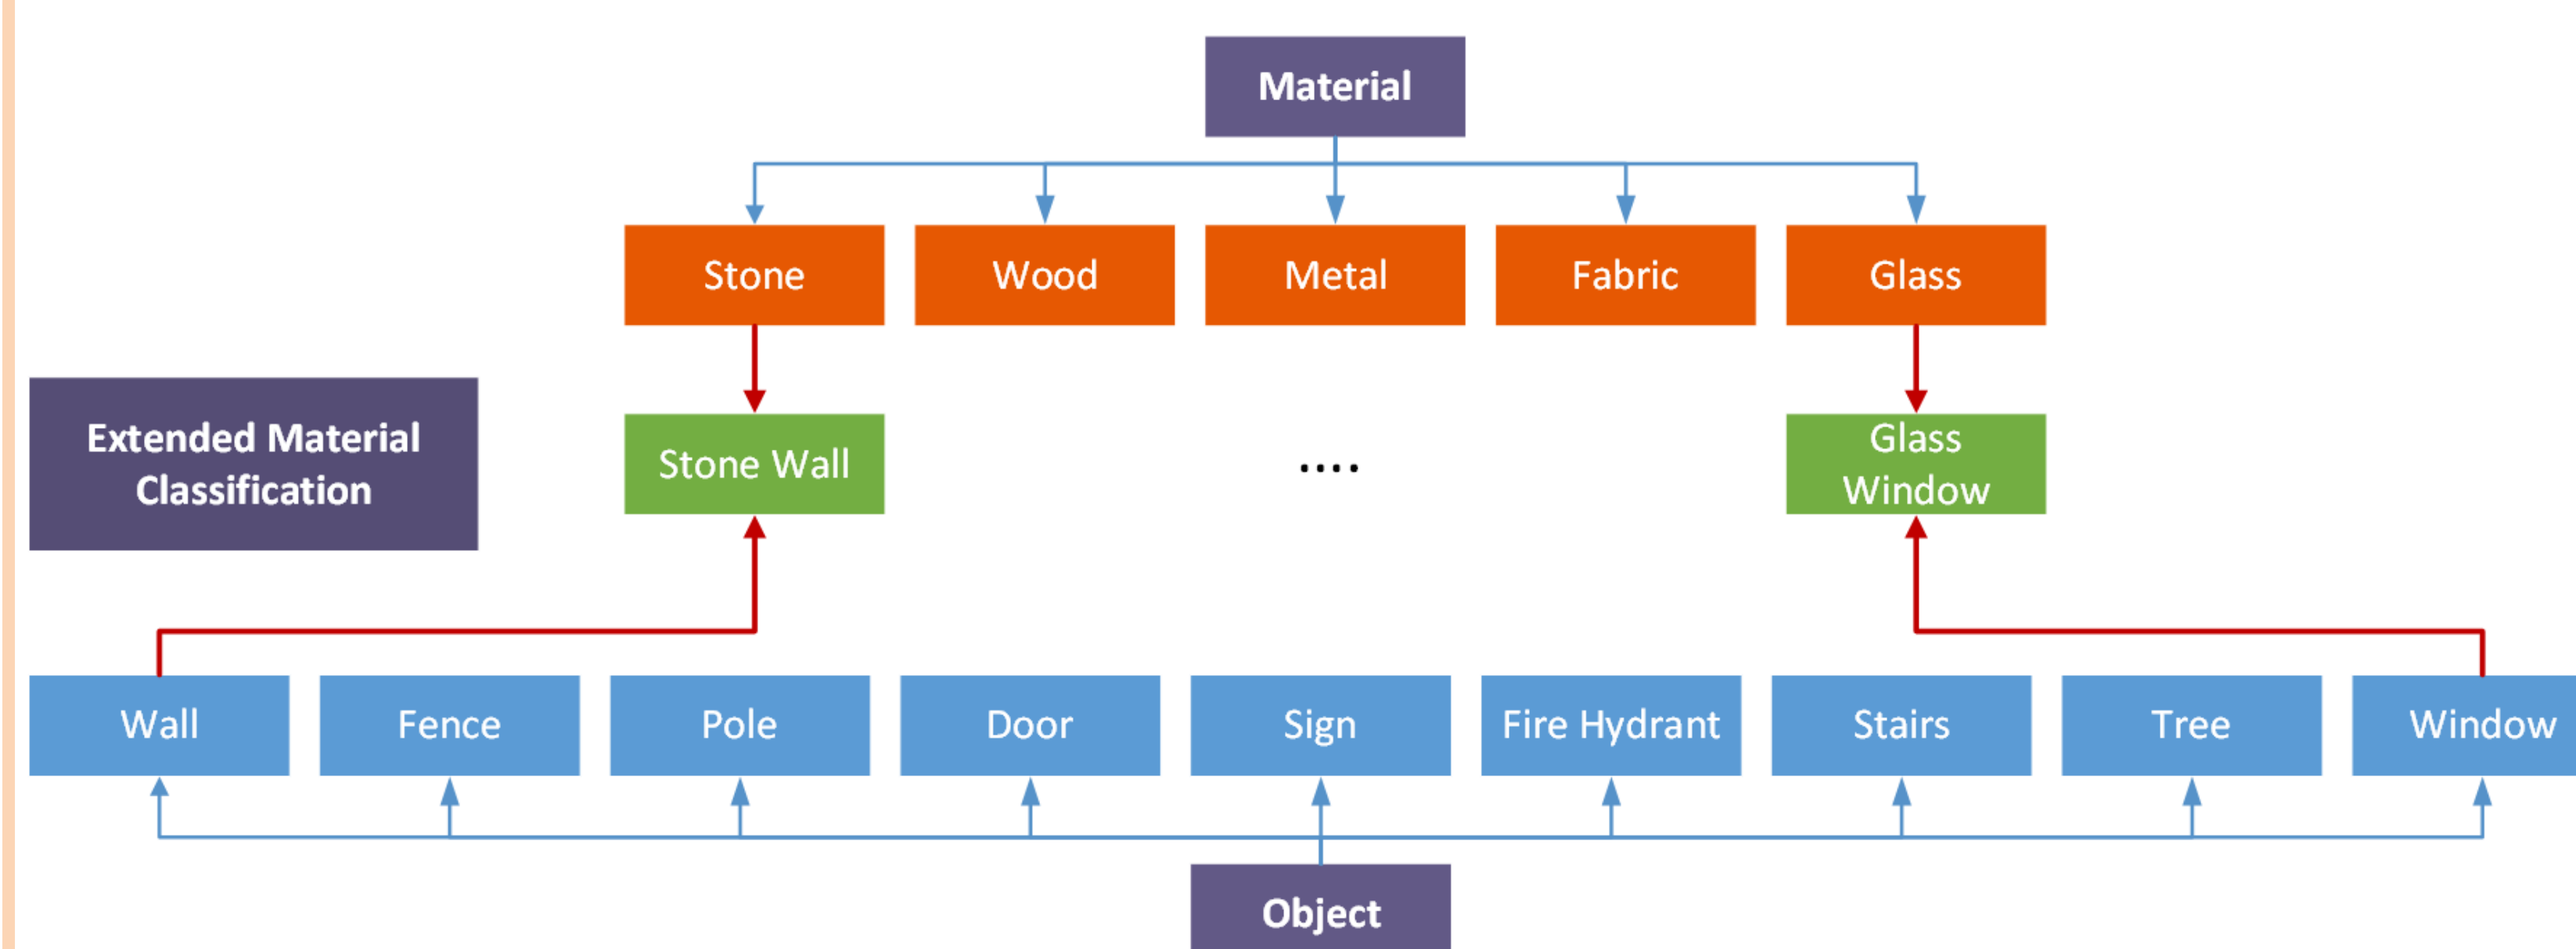 Material
Stone
Wood
Metal
Fabric
Glass
Extended Material
Classification
Stone Wall
....
Glass
Window
Wall
Fence
Pole
Door
Sign
Fire Hydrant
Stairs
Tree
Window
Object